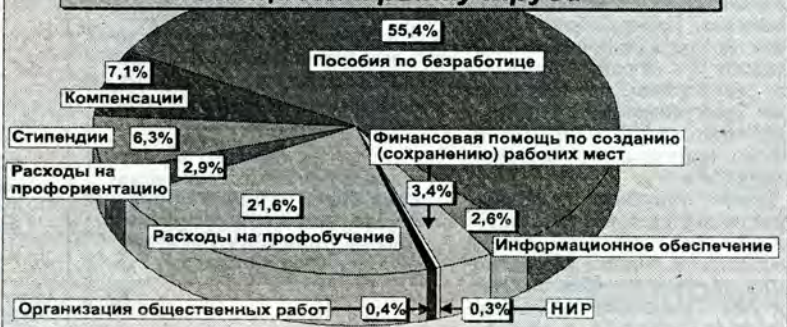 55,4%
Пособия по безработице
7,1%
Компенсации
Стипендии 6,3%
Финансовая помощь по созданию
(сохранению) рабочих мест
Расходы на
профориентацию
2,9%
3,4%
21,6%
2,6%
Расходы на профобучение
Информационное обеспечение
Организация общественных работ 0,4% 0,3% НИР